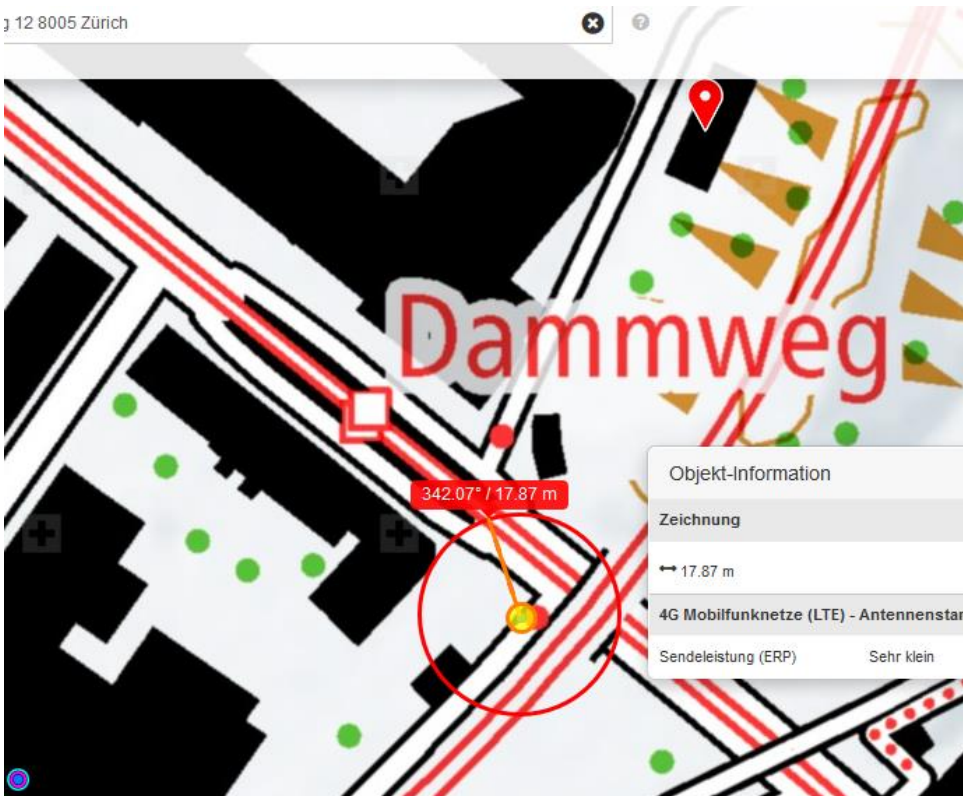 g 12 8005 Zürich
Dammweg
342.07° / 17.87 m
Objekt-Information
Zeichnung
17.87 m
4G Mobilfunknetze (LTE) - Antennenstan
Sendeleistung (ERP) Sehr klein